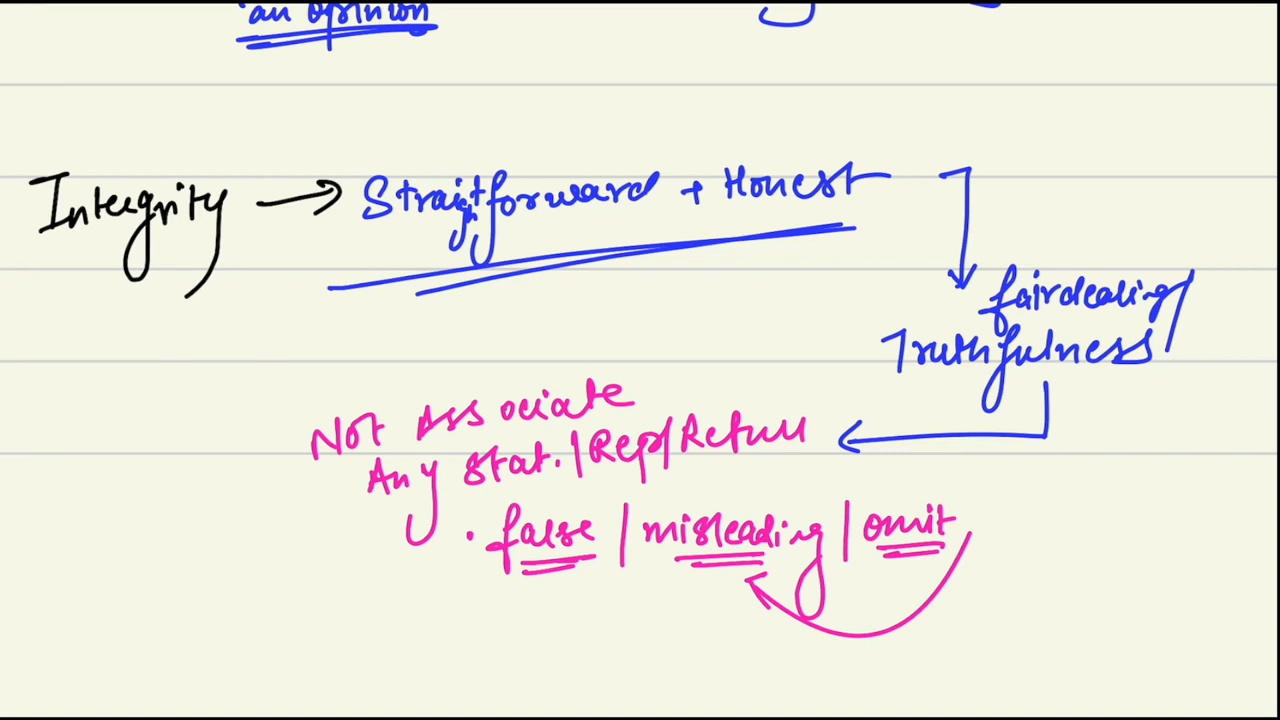 an opinion
Integrity → Straightforward + Honest
fairdealing/
Truthfulness
Not Associate
Any Stat./Rep/Return
. false / misleading / omit